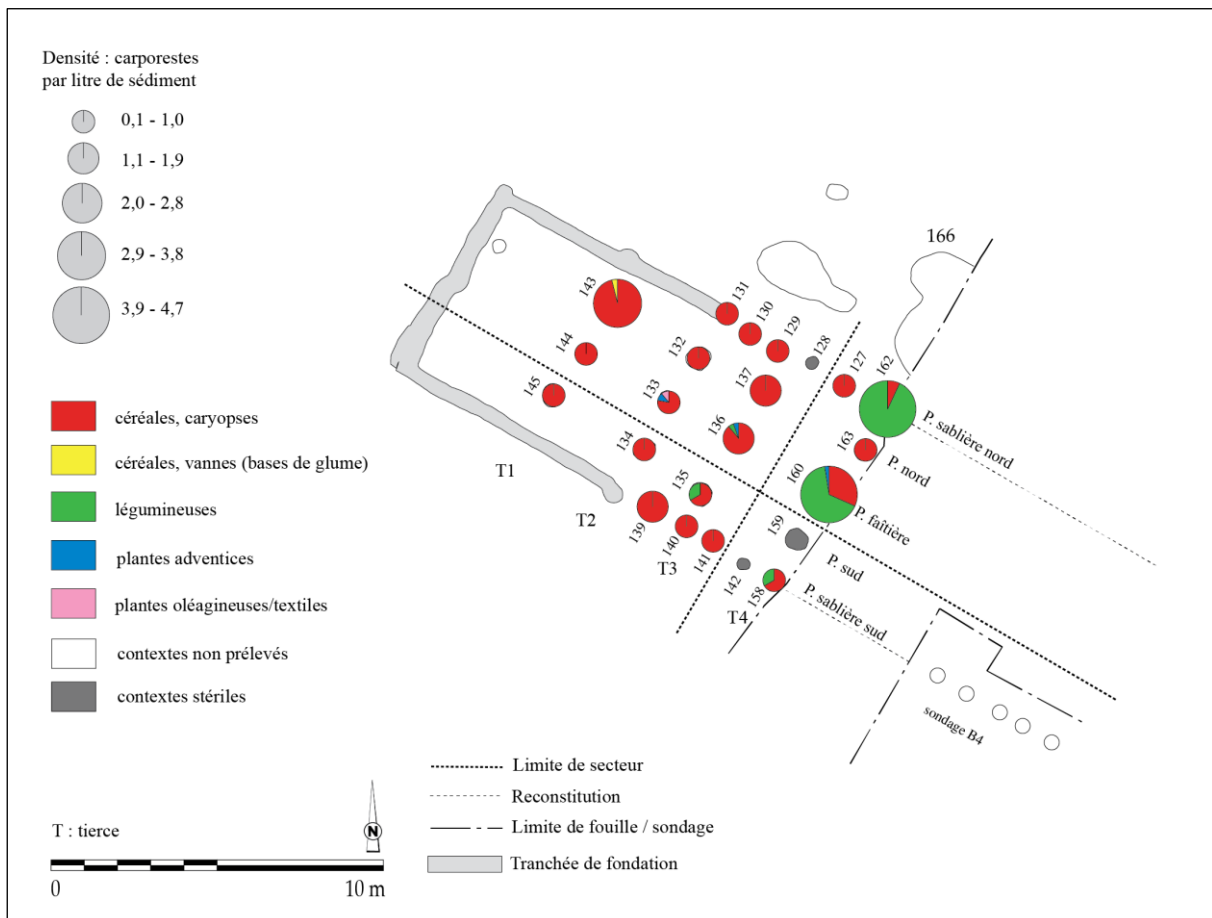 Densité : carporestes
par litre de sédiment
0,1 - 1,0
1,1 - 1,9
2,0 - 2,8
2,9 - 3,8
3,9 - 4,7
céréales, caryopses
céréales, vannes (bases de glume)
légumineuses
plantes adventices
plantes oléagineuses/textiles
contextes non prélevés
contextes stériles
T : tierce
0
10 m
N
Limite de secteur
Reconstitution
Limite de fouille / sondage
Tranchée de fondation
166
143
131
130
129
128
144
132
137
127
162
145
133
136
163
P. sablière nord
P. nord
134
135
160
P. faîtière
T1
T2
139
140
141
159
P. sud
T3
142
158
P. sablière sud
T4
sondage B4